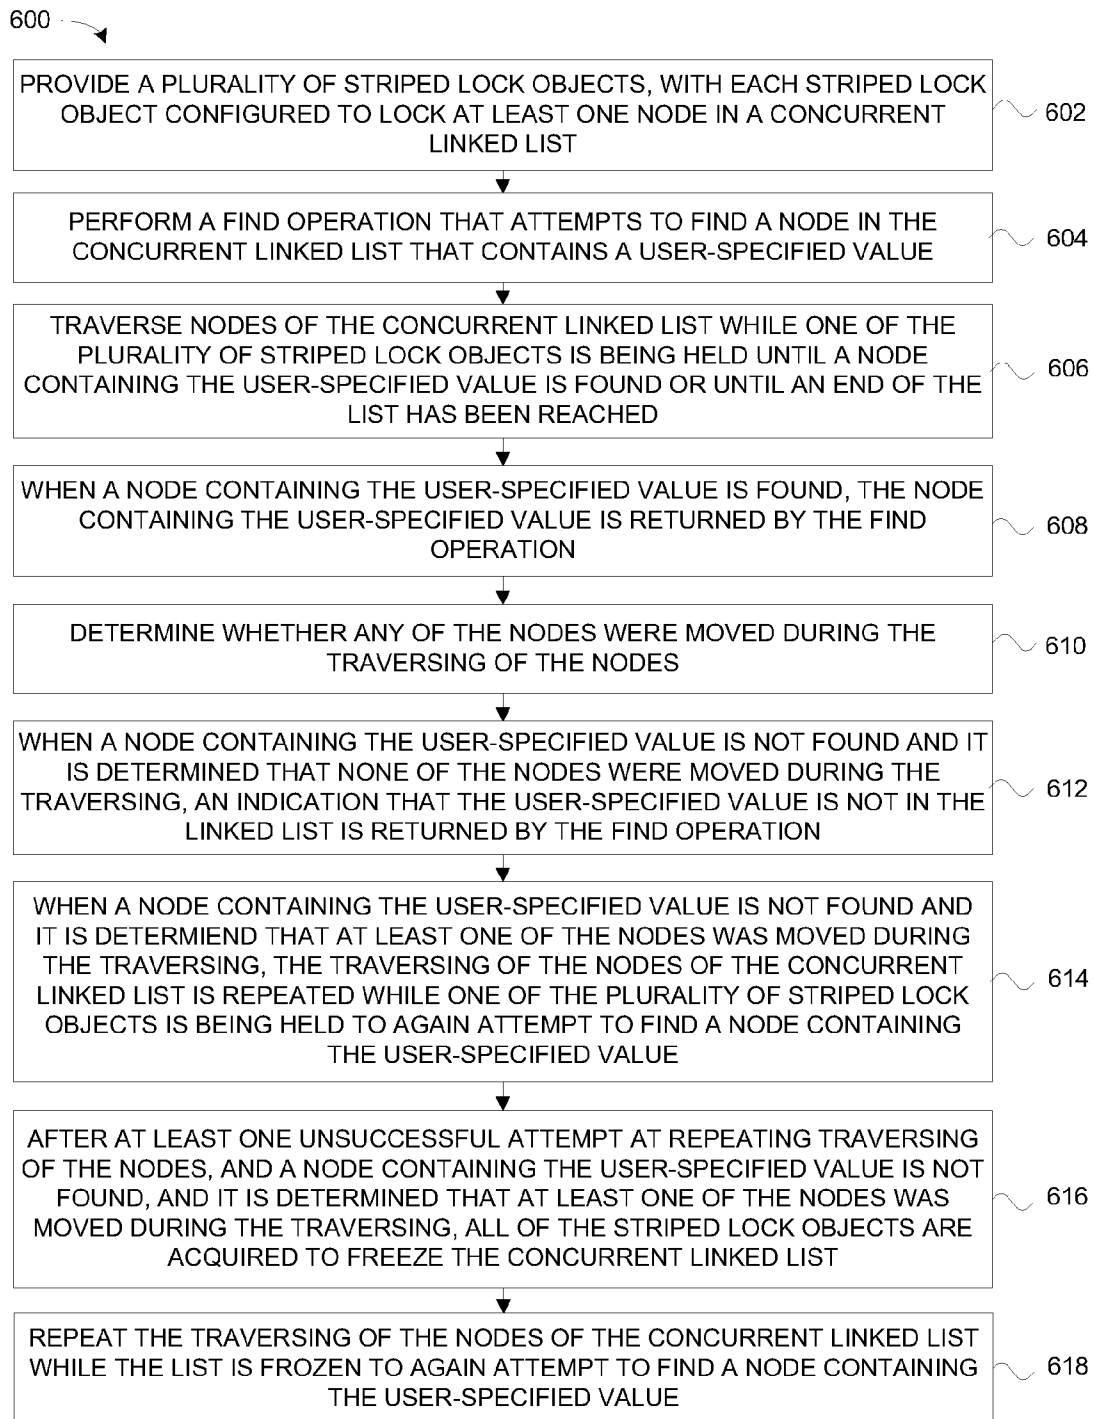 600
PROVIDE A PLURALITY OF STRIPED LOCK OBJECTS, WITH EACH STRIPED LOCK
OBJECT CONFIGURED TO LOCK AT LEAST ONE NODE IN A CONCURRENT
LINKED LIST
602
PERFORM A FIND OPERATION THAT ATTEMPTS TO FIND A NODE IN THE
CONCURRENT LINKED LIST THAT CONTAINS A USER-SPECIFIED VALUE
604
TRAVERSE NODES OF THE CONCURRENT LINKED LIST WHILE ONE OF THE
PLURALITY OF STRIPED LOCK OBJECTS IS BEING HELD UNTIL A NODE
CONTAINING THE USER-SPECIFIED VALUE IS FOUND OR UNTIL AN END OF THE
LIST HAS BEEN REACHED
606
WHEN A NODE CONTAINING THE USER-SPECIFIED VALUE IS FOUND, THE NODE
CONTAINING THE USER-SPECIFIED VALUE IS RETURNED BY THE FIND
OPERATION
608
DETERMINE WHETHER ANY OF THE NODES WERE MOVED DURING THE
TRAVERSING OF THE NODES
610
WHEN A NODE CONTAINING THE USER-SPECIFIED VALUE IS NOT FOUND AND IT
IS DETERMINED THAT NONE OF THE NODES WERE MOVED DURING THE
TRAVERSING, AN INDICATION THAT THE USER-SPECIFIED VALUE IS NOT IN THE
LINKED LIST IS RETURNED BY THE FIND OPERATION
612
WHEN A NODE CONTAINING THE USER-SPECIFIED VALUE IS NOT FOUND AND
IT IS DETERMIEND THAT AT LEAST ONE OF THE NODES WAS MOVED DURING
THE TRAVERSING, THE TRAVERSING OF THE NODES OF THE CONCURRENT
LINKED LIST IS REPEATED WHILE ONE OF THE PLURALITY OF STRIPED LOCK
OBJECTS IS BEING HELD TO AGAIN ATTEMPT TO FIND A NODE CONTAINING
THE USER-SPECIFIED VALUE
614
AFTER AT LEAST ONE UNSUCCESSFUL ATTEMPT AT REPEATING TRAVERSING
OF THE NODES, AND A NODE CONTAINING THE USER-SPECIFIED VALUE IS NOT
FOUND, AND IT IS DETERMINED THAT AT LEAST ONE OF THE NODES WAS
MOVED DURING THE TRAVERSING, ALL OF THE STRIPED LOCK OBJECTS ARE
ACQUIRED TO FREEZE THE CONCURRENT LINKED LIST
616
REPEAT THE TRAVERSING OF THE NODES OF THE CONCURRENT LINKED LIST
WHILE THE LIST IS FROZEN TO AGAIN ATTEMPT TO FIND A NODE CONTAINING
THE USER-SPECIFIED VALUE
618